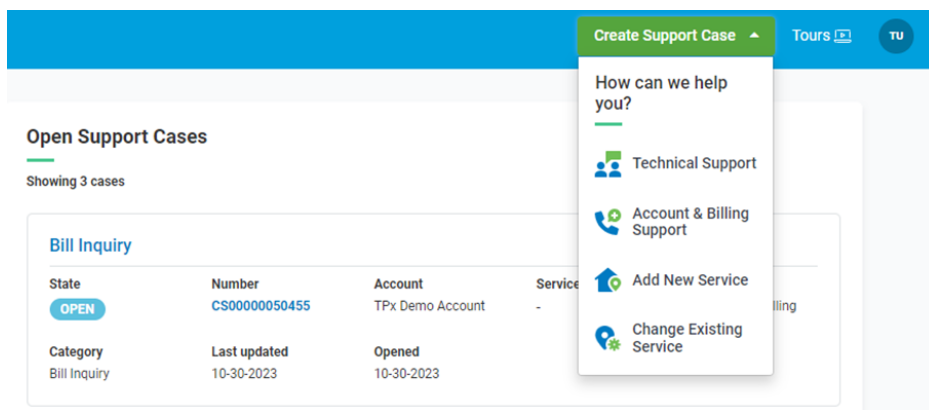 Create Support Case
Tours
TU
How can we help
you?
Technical Support
Account & Billing
Support
Add New Service
Change Existing
Service
Open Support Cases
Showing 3 cases
Bill Inquiry
State Number Account Service
OPEN CS00000050455 TPx Demo Account -
Category Last updated Opened
Bill Inquiry 10-30-2023 10-30-2023